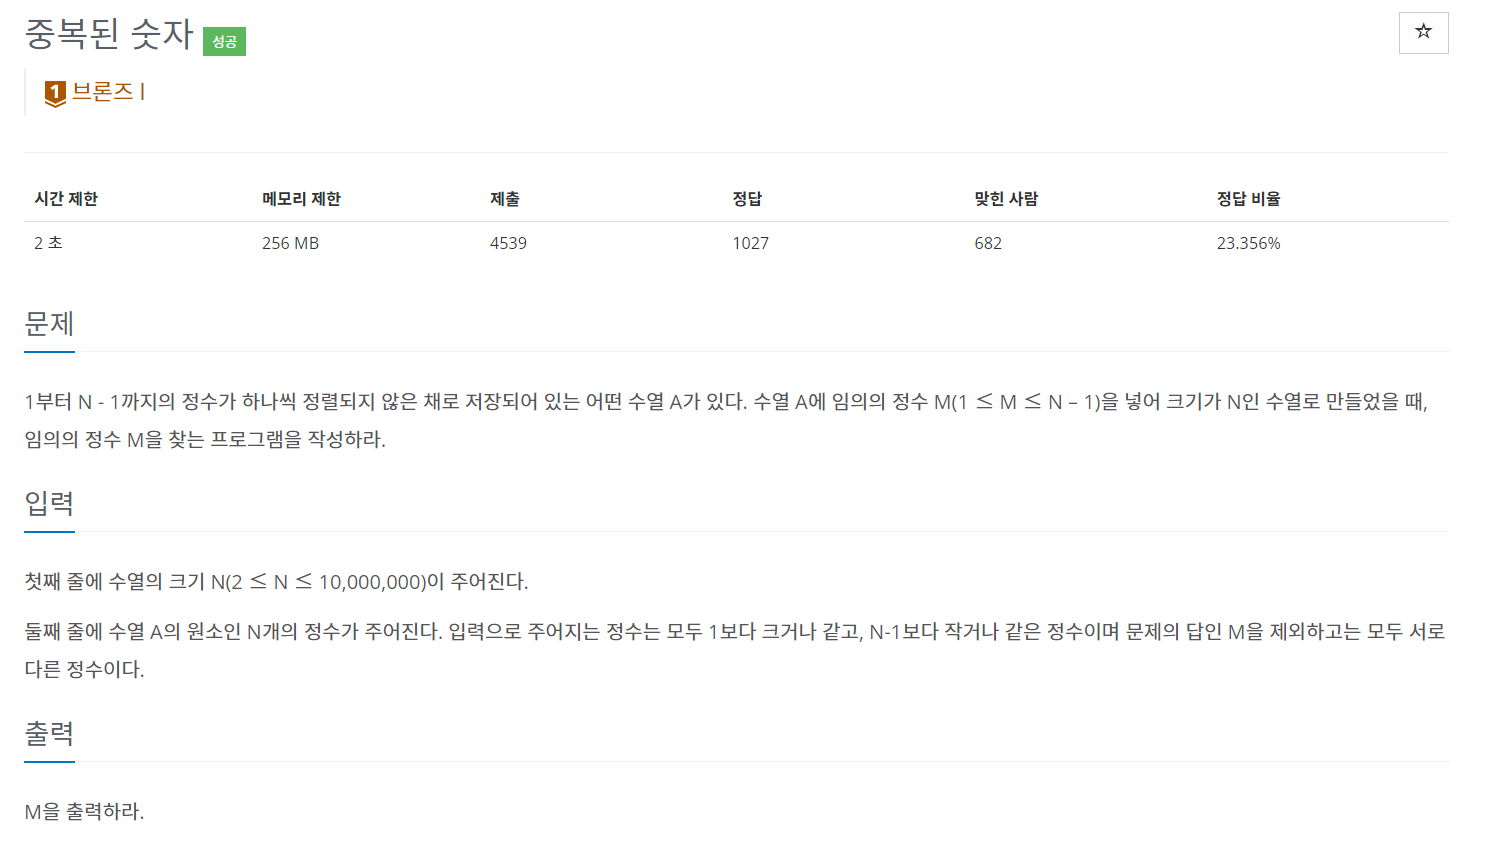 중복된 숫자 성공
☆
1 브론즈 I
시간 제한 메모리 제한 제출 정답 맞힌 사람 정답 비율
2 초 256 MB 4539 1027 682 23.356%
문제
1부터 N - 1까지의 정수가 하나씩 정렬되지 않은 채로 저장되어 있는 어떤 수열 A가 있다. 수열 A에 임의의 정수 M(1 ≤ M ≤ N – 1)을 넣어 크기가 N인 수열로 만들었을 때,
임의의 정수 M을 찾는 프로그램을 작성하라.
입력
첫째 줄에 수열의 크기 N(2 ≤ N ≤ 10,000,000)이 주어진다.
둘째 줄에 수열 A의 원소인 N개의 정수가 주어진다. 입력으로 주어지는 정수는 모두 1보다 크거나 같고, N-1보다 작거나 같은 정수이며 문제의 답인 M을 제외하고는 모두 서로
다른 정수이다.
출력
M을 출력하라.